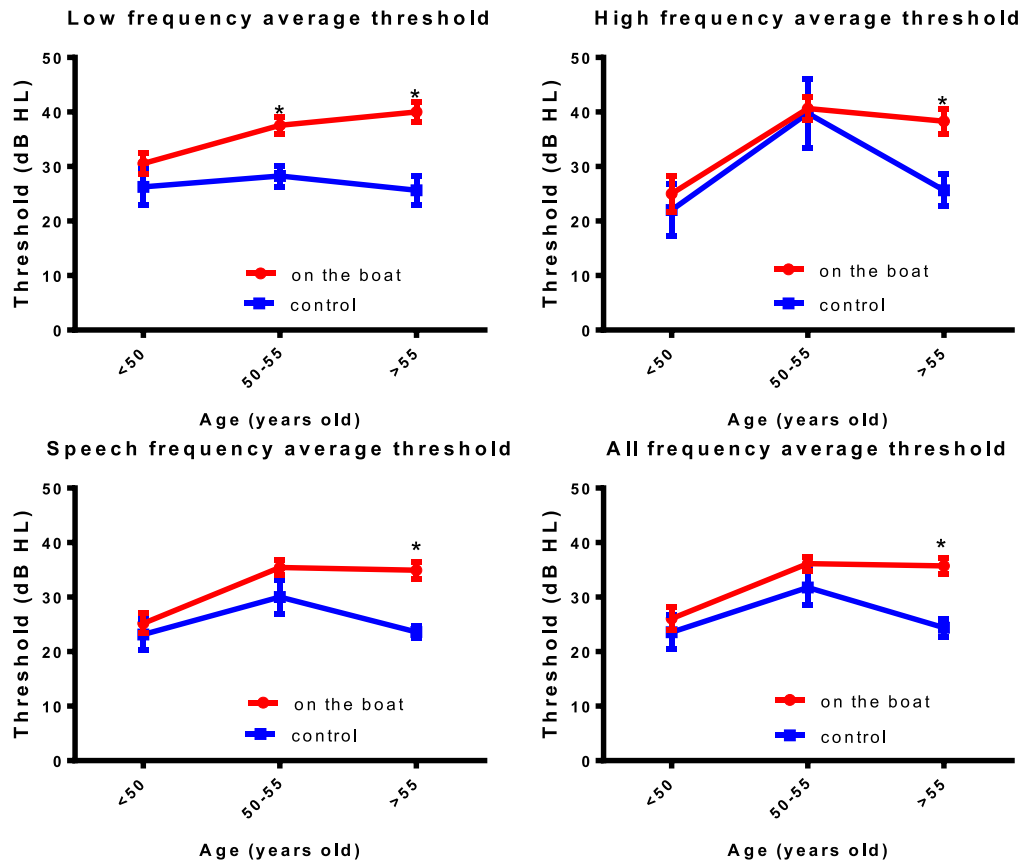 Low frequency average threshold
50
40
30
20
10
0
Threshold (dB HL)
*
*
on the boat
control
<50
50-55
>55
Age (years old)
High frequency average threshold
50
40
30
20
10
0
Threshold (dB HL)
*
on the boat
control
<50
50-55
>55
Age (years old)
Speech frequency average threshold
50
40
30
20
10
0
Threshold (dB HL)
*
on the boat
control
<50
50-55
>55
Age (years old)
All frequency average threshold
50
40
30
20
10
0
Threshold (dB HL)
*
on the boat
control
<50
50-55
>55
Age (years old)